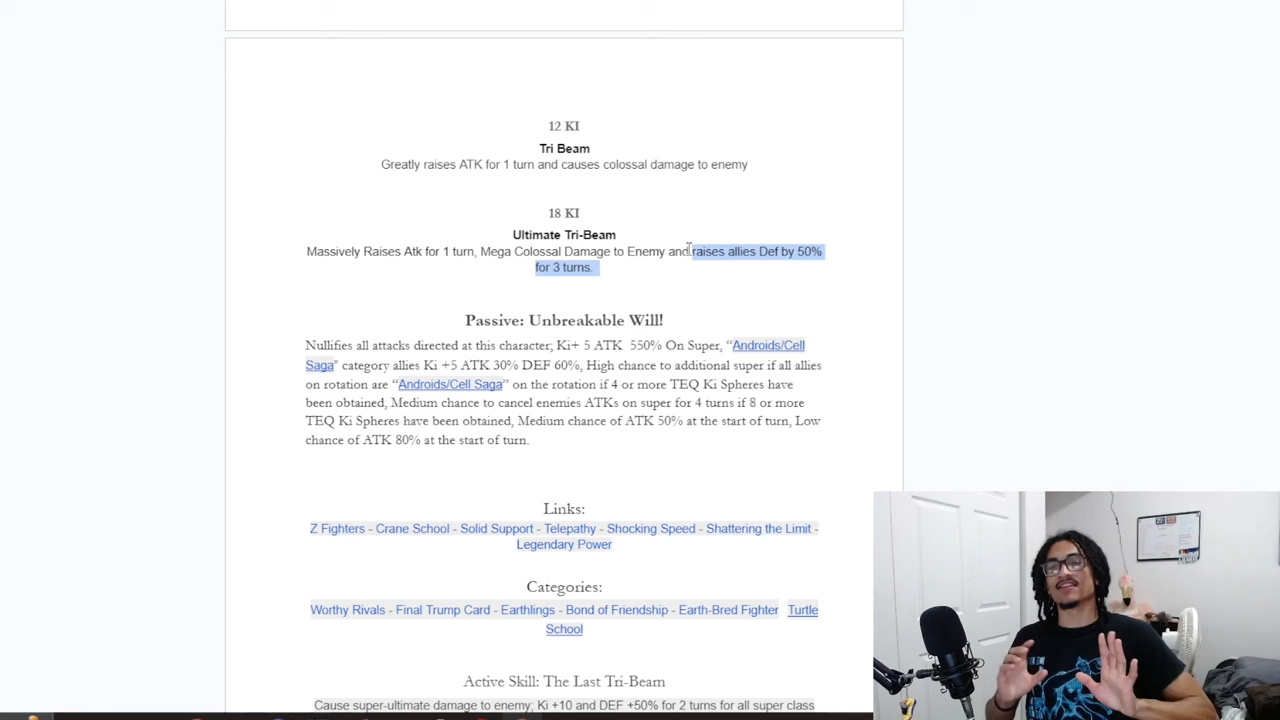 12 KI
Tri Beam
Greatly raises ATK for 1 turn and causes colossal damage to enemy
18 KI
Ultimate Tri-Beam
Massively Raises Atk for 1 turn, Mega Colossal Damage to Enemy and raises allies Def by 50%
for 3 turns.
Passive: Unbreakable Will!
Nullifies all attacks directed at this character; Ki+ 5 ATK 550% On Super, “Androids/Cell
Saga" category allies Ki +5 ATK 30% DEF 60%, High chance to additional super if all allies
on rotation are “Androids/Cell Saga” on the rotation if 4 or more TEQ Ki Spheres have
been obtained, Medium chance to cancel enemies ATKs on super for 4 turns if 8 or more
TEQ Ki Spheres have been obtained, Medium chance of ATK 50% at the start of turn, Low
chance of ATK 80% at the start of turn.
Links:
Z Fighters - Crane School - Solid Support - Telepathy - Shocking Speed - Shattering the Limit -
Legendary Power
Categories:
Worthy Rivals - Final Trump Card - Earthlings - Bond of Friendship - Earth-Bred Fighter Turtle
School
Active Skill: The Last Tri-Beam
Cause super-ultimate damage to enemy; Ki +10 and DEF +50% for 2 turns for all super class